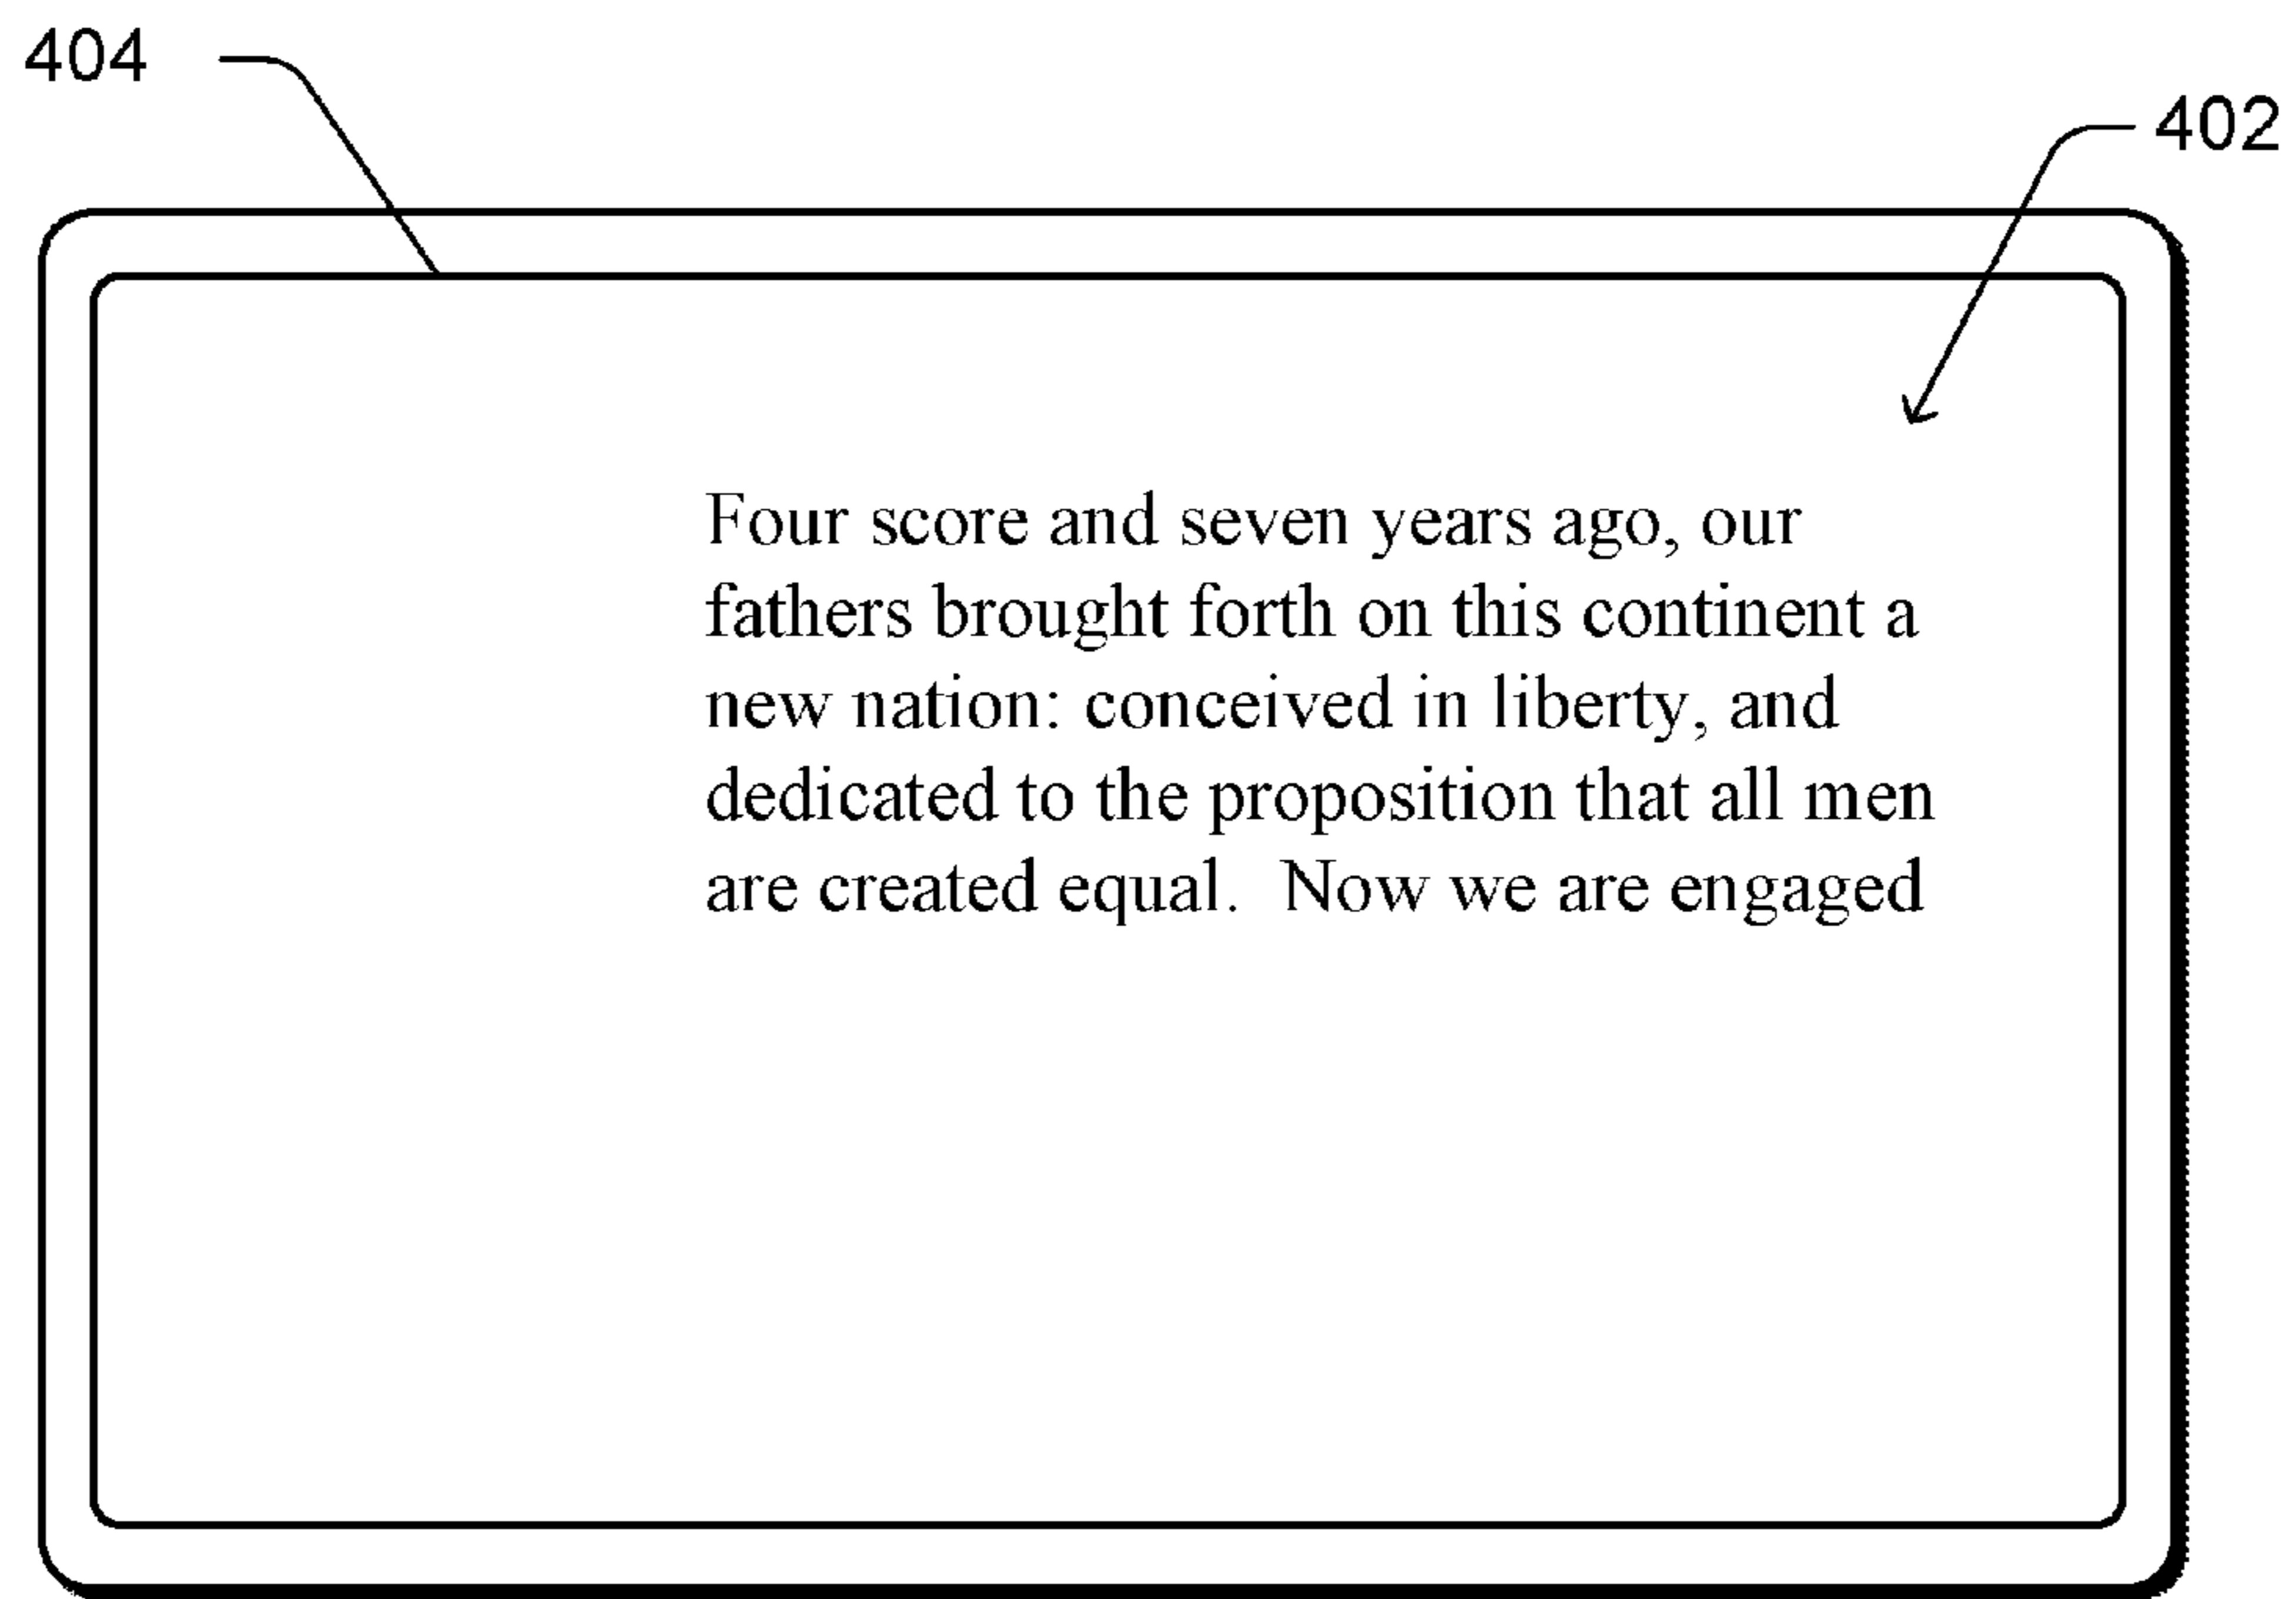 404
402
Four score and seven years ago, our
fathers brought forth on this continent a
new nation: conceived in liberty, and
dedicated to the proposition that all men
are created equal.  Now we are engaged